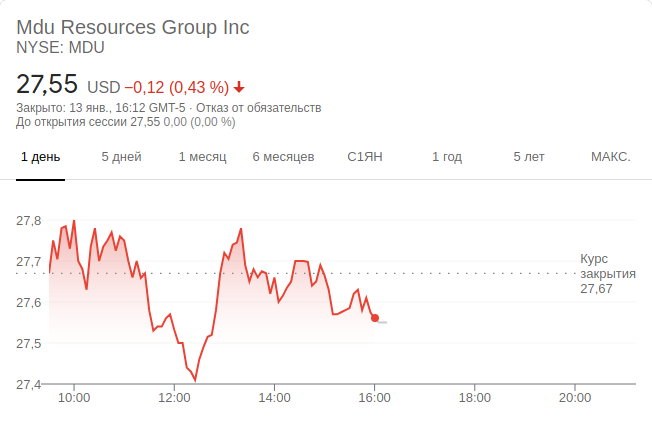 Mdu Resources Group Inc
NYSE: MDU
27,55 USD −0,12 (0,43 %)
Закрыто: 13 янв., 16:12 GMT-5 · Отказ от обязательств
До открытия сессии 27,55 0,00 (0,00 %)
1 день 5 дней 1 месяц 6 месяцев С1ЯН 1 год 5 лет МАКС.
27,8
27,7
27,6
27,5
27,4
Курс
закрытия
27,67
10:00 12:00 14:00 16:00 18:00 20:00